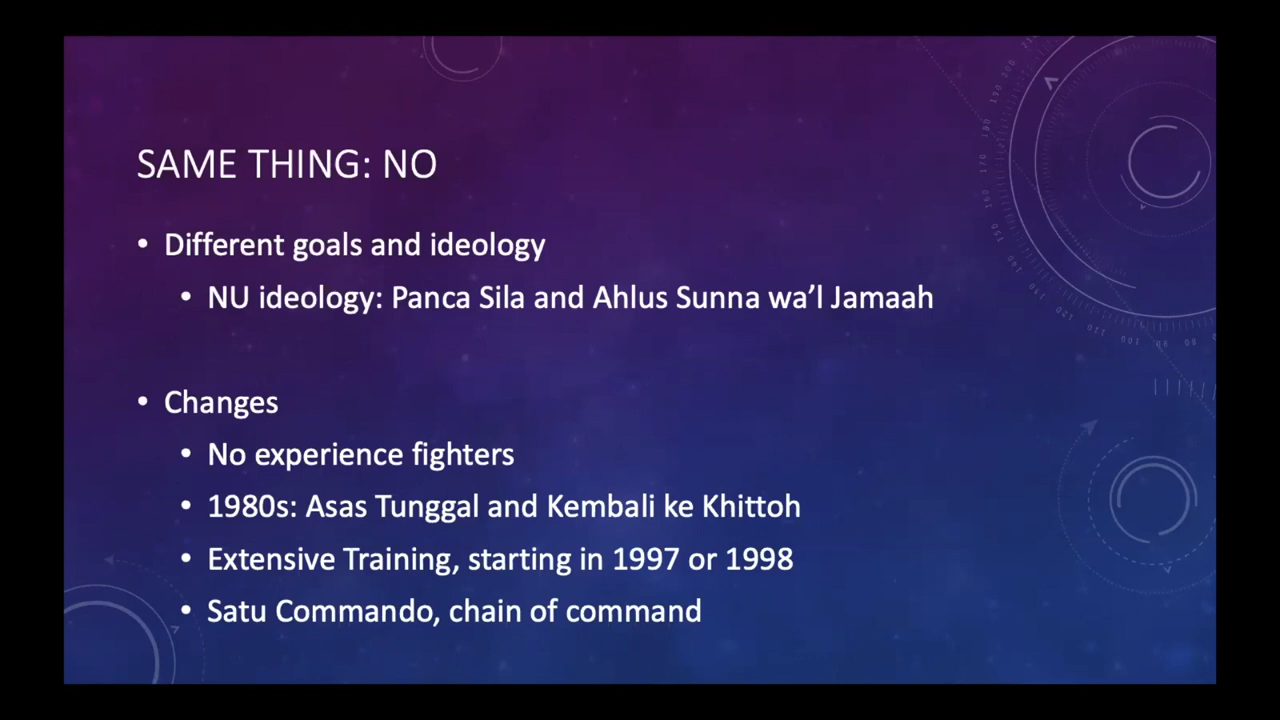 SAME THING: NO
• Different goals and ideology
• NU ideology: Panca Sila and Ahlus Sunna wa’l Jamaah
• Changes
• No experience fighters
• 1980s: Asas Tunggal and Kembali ke Khittoh
• Extensive Training, starting in 1997 or 1998
• Satu Commando, chain of command